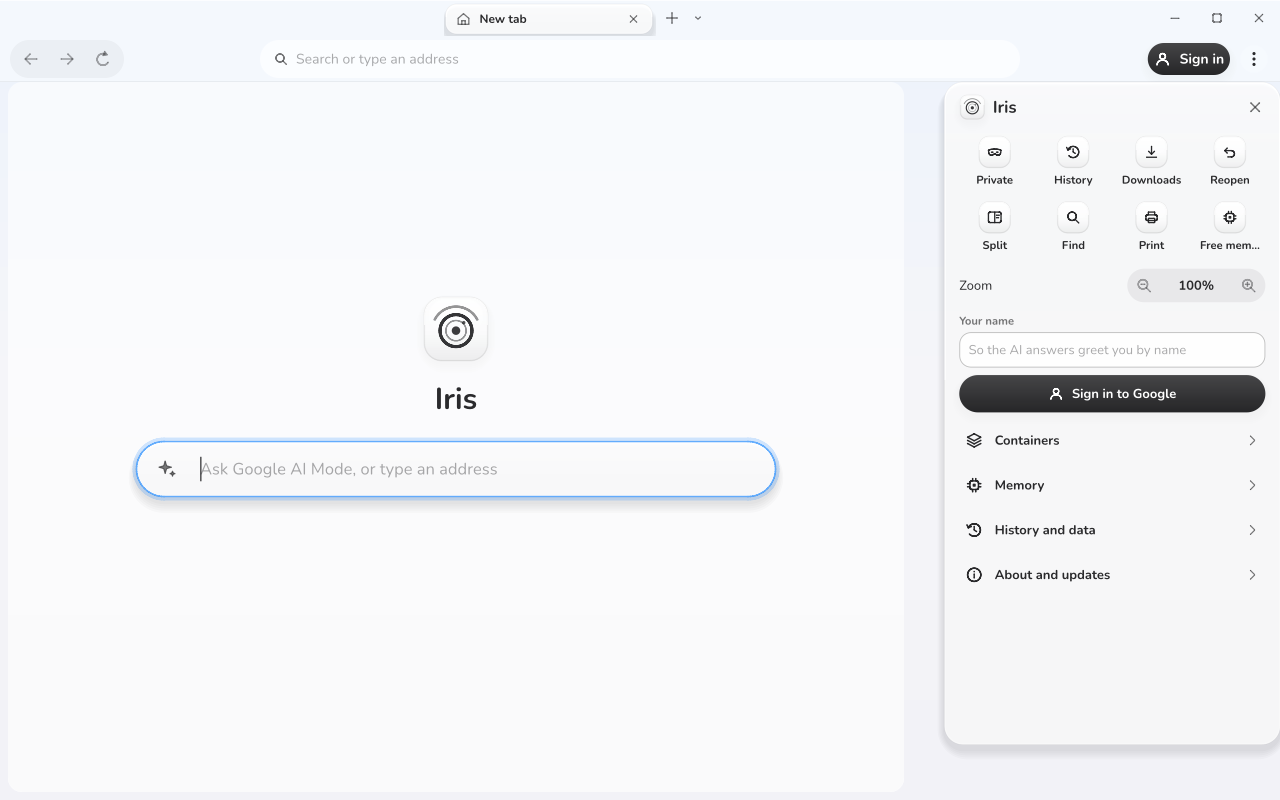 New tab
Search or type an address
Sign in
Iris
Private
History
Downloads
Reopen
Split
Find
Print
Free mem...
Zoom
100%
Your name
So the AI answers greet you by name
Sign in to Google
Containers
Memory
History and data
About and updates
Iris
Ask Google AI Mode, or type an address